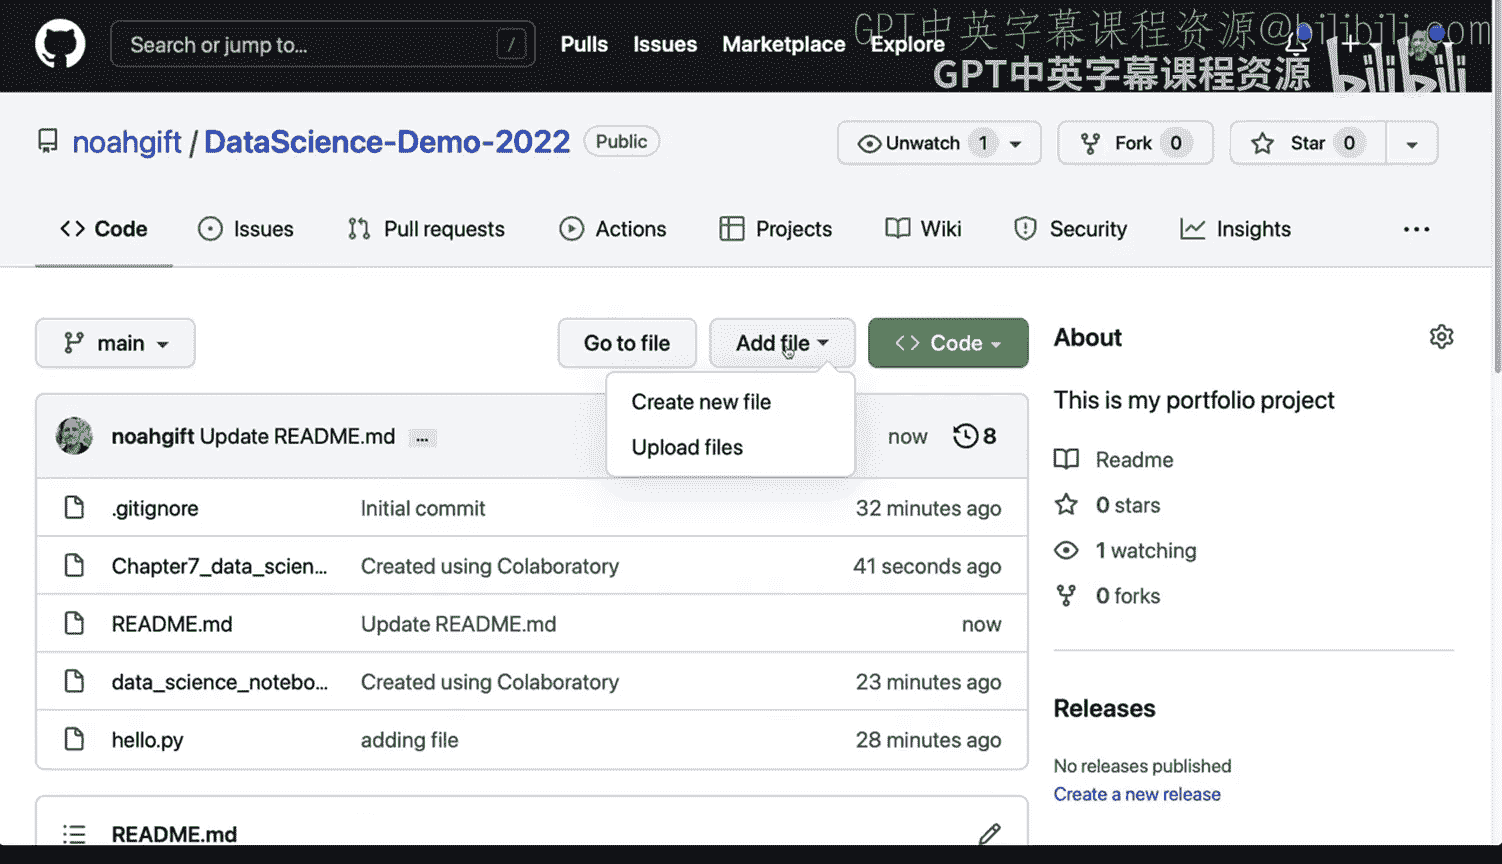 Search or jump to... /
Pulls Issues Marketplace Explore
GPT中英字幕课程资源@bilibili.com
GPT中英字幕课程资源 bilibili
noahgift / DataScience-Demo-2022 Public
Unwatch 1 Fork 0 Star 0
Code Issues Pull requests Actions Projects Wiki Security Insights ...
main Go to file Add file Code
Create new file
Upload files
noahgift Update README.md ... now 8
.gitignore Initial commit 32 minutes ago
Chapter7_data_scien... Created using Colaboratory 41 seconds ago
README.md Update README.md now
data_science_notebo... Created using Colaboratory 23 minutes ago
hello.py adding file 28 minutes ago
README.md
About
This is my portfolio project
Readme
0 stars
1 watching
0 forks
Releases
No releases published
Create a new release